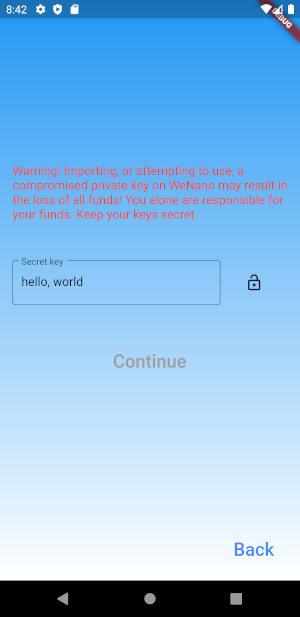 8:42
DEBUG
Warning! Importing, or attempting to use, a
compromised private key on WeNano may result in
the loss of all funds! You alone are responsible for
your funds. Keep your keys secret.
Secret key
hello, world
Continue
Back